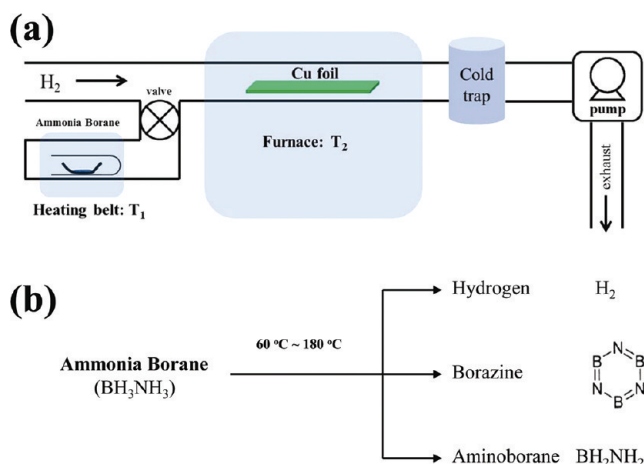 (a)
H₂
valve
Cu foil
Cold
trap
pump
Ammonia Borane
Furnace: T₂
Heating belt: T₁
exhaust
(b)
Hydrogen H₂
60 °C ~ 180 °C
Ammonia Borane
(BH₃NH₃)
Borazine
N
B B
N N
B
Aminoborane BH₂NH₂